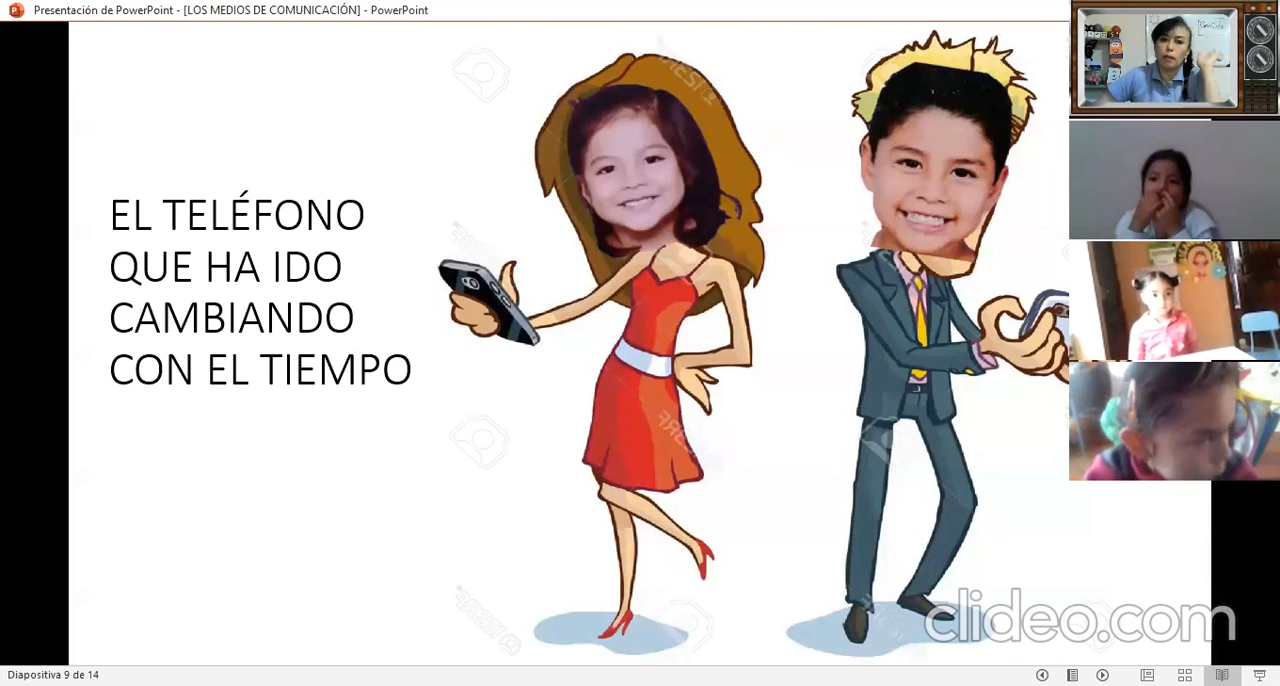 Presentación de PowerPoint - [LOS MEDIOS DE COMUNICACIÓN] - PowerPoint
EL TELÉFONO
QUE HA IDO
CAMBIANDO
CON EL TIEMPO
clideo.com
Diapositiva 9 de 14